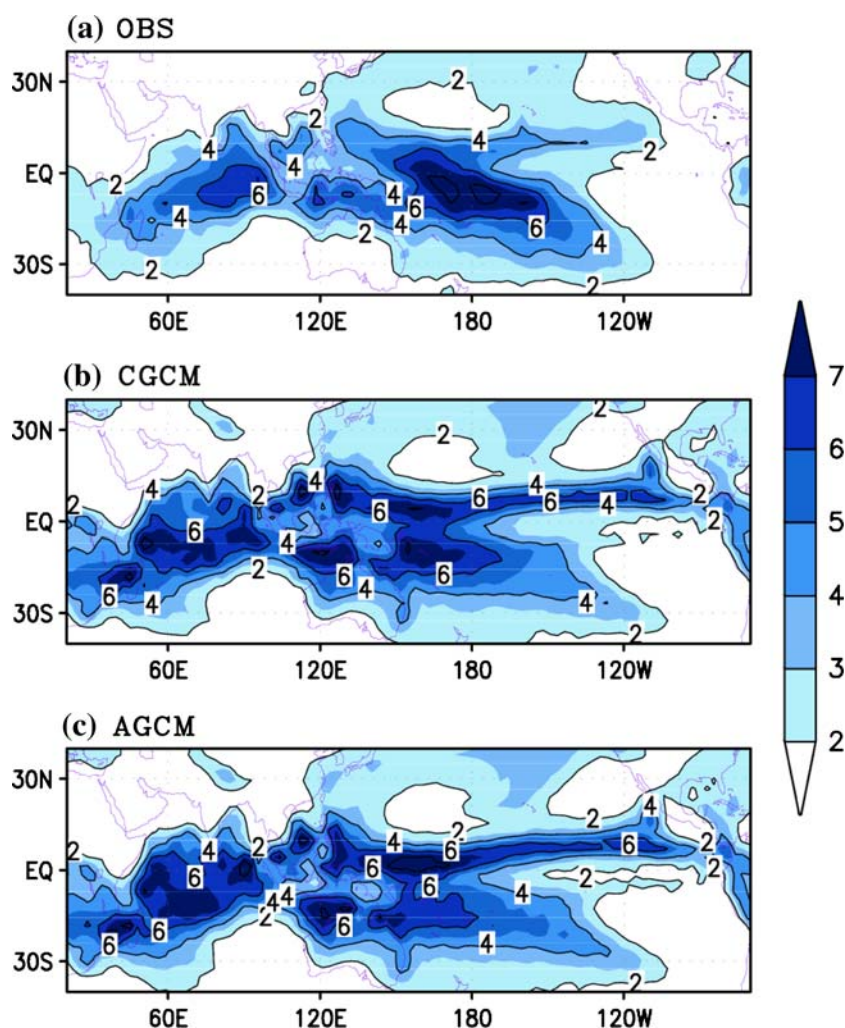 (a) OBS
30N
EQ
30S
2 2 2
4 4
2 4 2
6 4 6
4 4 6 4
2 2 2
60E 120E 180 120W
(b) CGCM
30N
EQ
30S
2 2
4 4 4 2
2 2 6 6 6 4 2
6 4
6 4 6 4 6 4
2 2
60E 120E 180 120W
(c) AGCM
30N
EQ
30S
2 2 4
2 4 2 4 6 6 2
6 6 6 2 2
4 4 4
6 6 2 6 4
2
60E 120E 180 120W
7
6
5
4
3
2